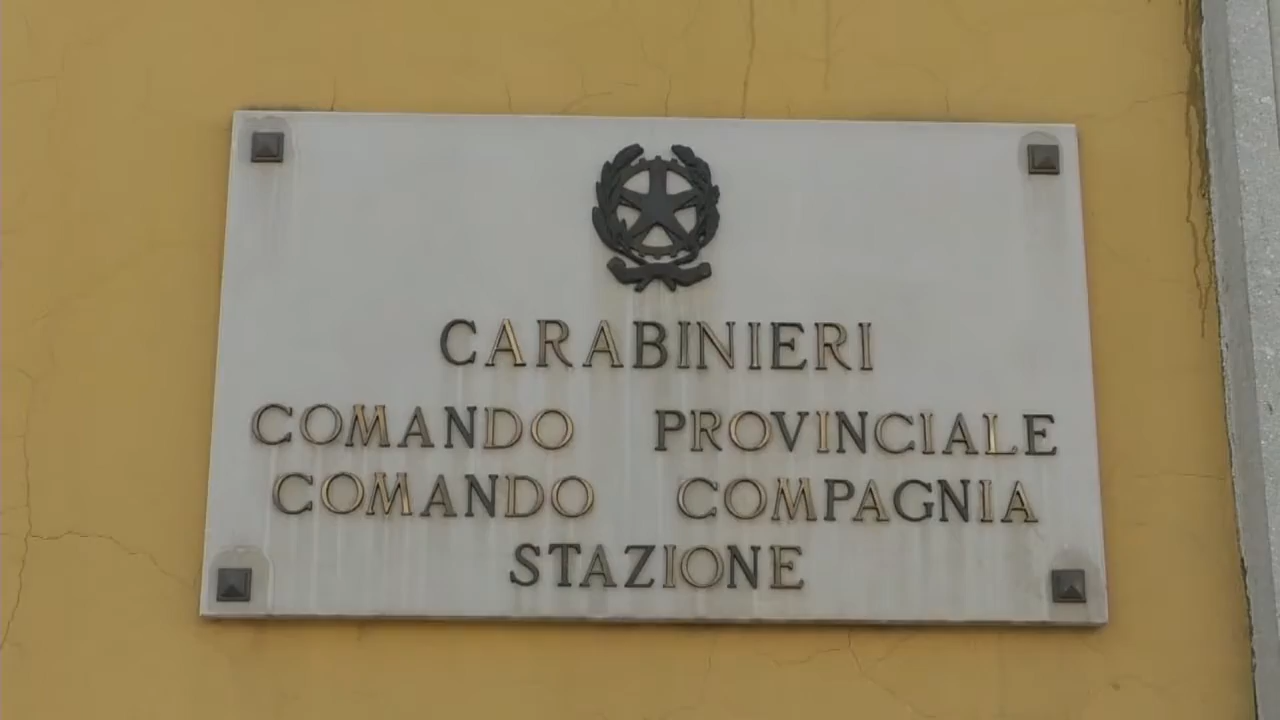 CARABINIERI
COMANDO PROVINCIALE
COMANDO COMPAGNIA
STAZIONE